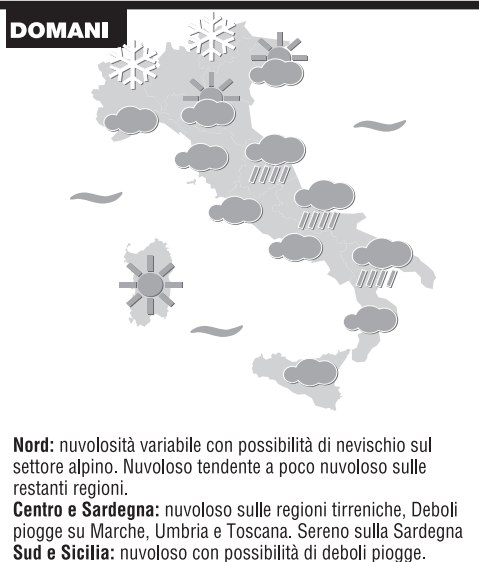 DOMANI
Nord: nuvolosità variabile con possibilità di nevischio sul
settore alpino. Nuvoloso tendente a poco nuvoloso sulle
restanti regioni.
Centro e Sardegna: nuvoloso sulle regioni tirreniche, Deboli
piogge su Marche, Umbria e Toscana. Sereno sulla Sardegna
Sud e Sicilia: nuvoloso con possibilità di deboli piogge.